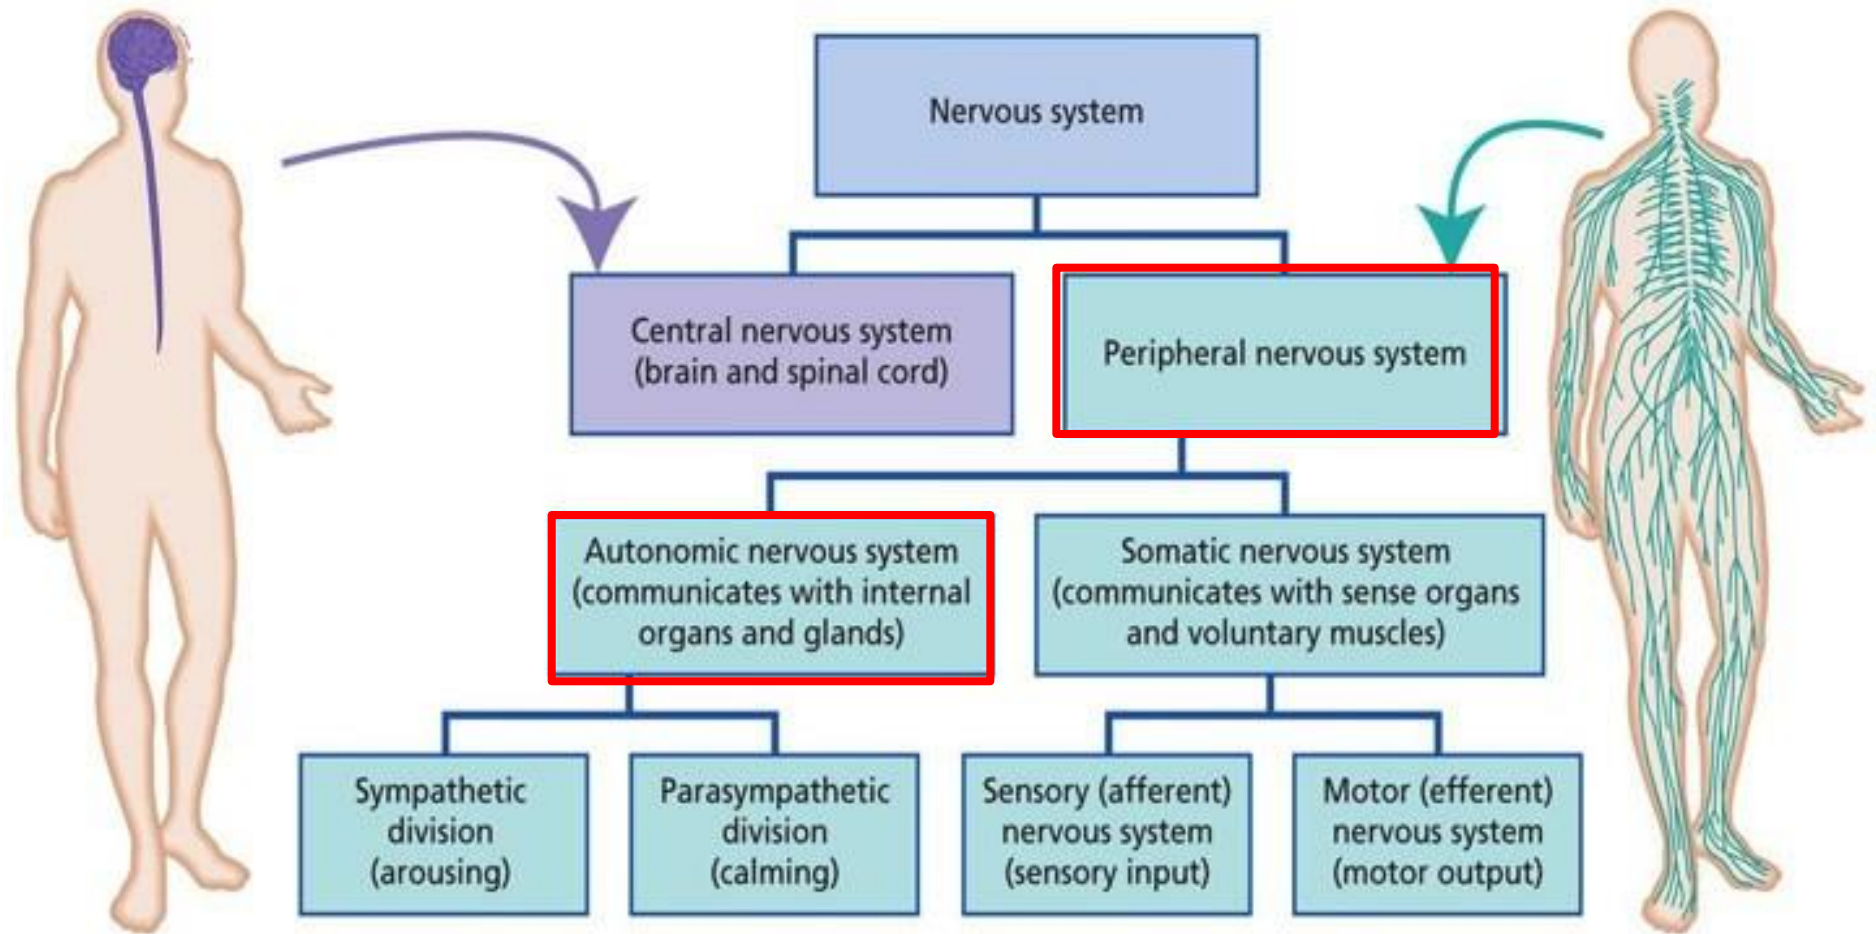 Nervous system
Central nervous system
(brain and spinal cord)
Peripheral nervous system
Autonomic nervous system
(communicates with internal
organs and glands)
Somatic nervous system
(communicates with sense organs
and voluntary muscles)
Sympathetic
division
(arousing)
Parasympathetic
division
(calming)
Sensory (afferent)
nervous system
(sensory input)
Motor (efferent)
nervous system
(motor output)